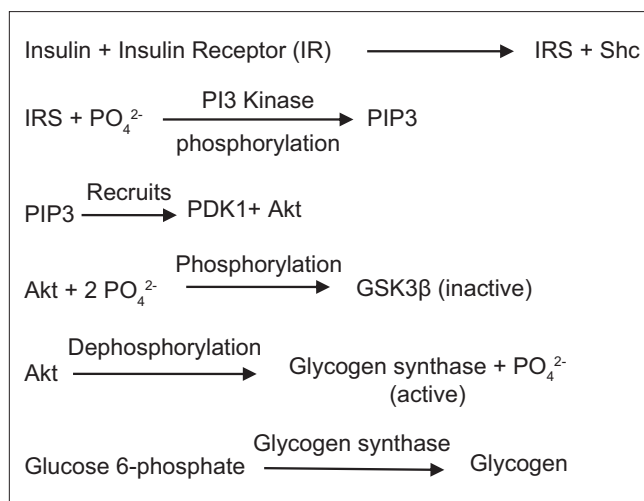 Insulin + Insulin Receptor (IR) IRS + Shc
PI3 Kinase
IRS + PO₄²⁻ PIP3
phosphorylation
Recruits
PIP3 PDK1+ Akt
Phosphorylation
Akt + 2 PO₄²⁻ GSK3β (inactive)
Dephosphorylation
Akt Glycogen synthase + PO₄²⁻
(active)
Glycogen synthase
Glucose 6-phosphate Glycogen